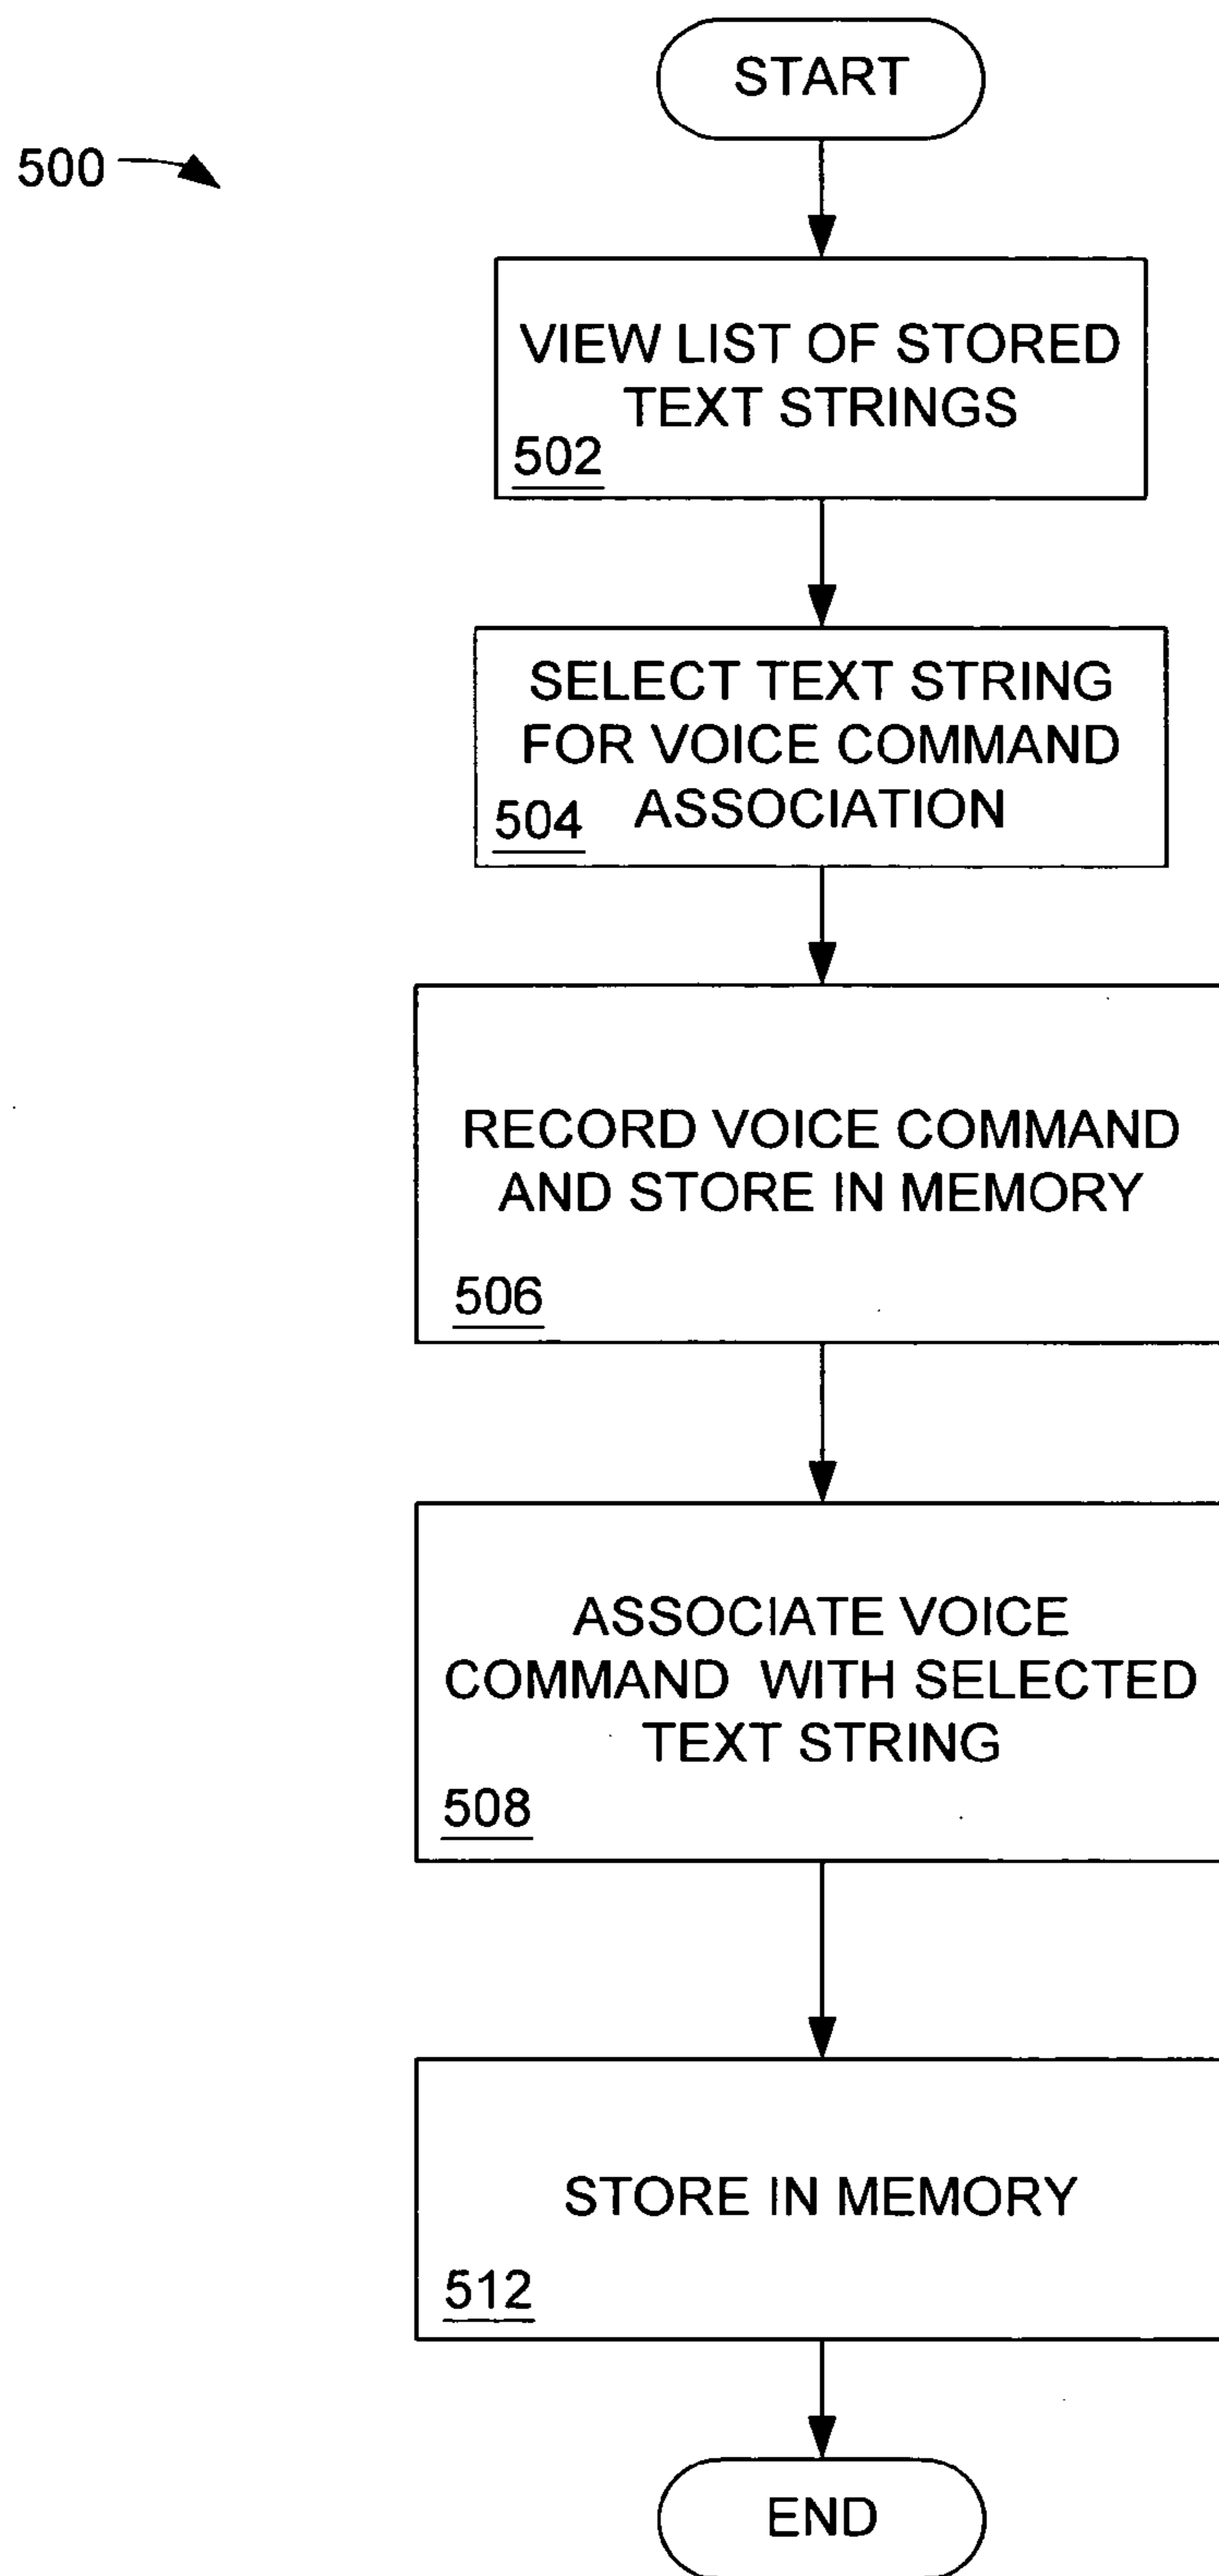 START
500
VIEW LIST OF STORED
TEXT STRINGS
502
SELECT TEXT STRING
FOR VOICE COMMAND
ASSOCIATION
504
RECORD VOICE COMMAND
AND STORE IN MEMORY
506
ASSOCIATE VOICE
COMMAND WITH SELECTED
TEXT STRING
508
STORE IN MEMORY
512
END